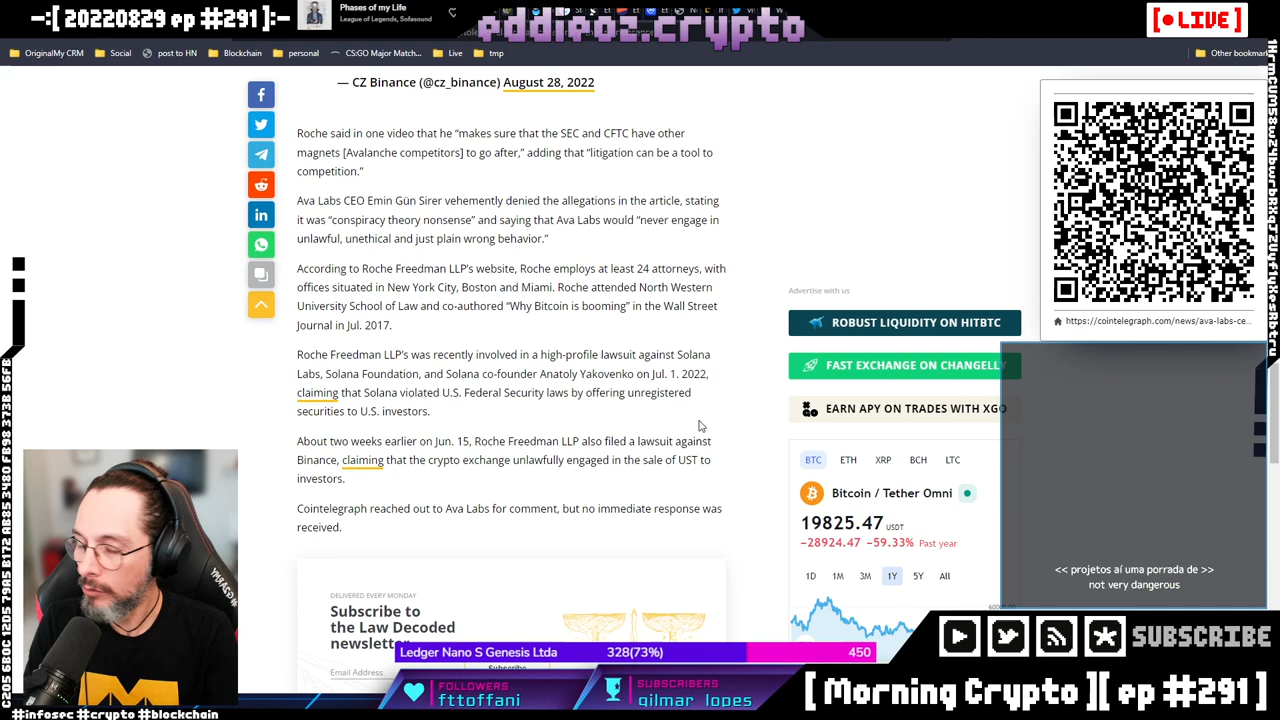 -:[ 20220829 ep #291]:-
Phases of my Life
League of Legends, Sofasound
eddieoz.crypto
[•LIVE]
OriginalMy CRM
Social
post to HN
Blockchain
personal
CS:GO Major Match...
Live
tmp
Other bookmar
— CZ Binance (@cz_binance) August 28, 2022
Roche said in one video that he “makes sure that the SEC and CFTC have other
magnets [Avalanche competitors] to go after,” adding that “litigation can be a tool to
competition.”
Ava Labs CEO Emin Gün Sirer vehemently denied the allegations in the article, stating
it was “conspiracy theory nonsense” and saying that Ava Labs would “never engage in
unlawful, unethical and just plain wrong behavior.”
According to Roche Freedman LLP’s website, Roche employs at least 24 attorneys, with
offices situated in New York City, Boston and Miami. Roche attended North Western
University School of Law and co-authored “Why Bitcoin is booming” in the Wall Street
Journal in Jul. 2017.
Roche Freedman LLP’s was recently involved in a high-profile lawsuit against Solana
Labs, Solana Foundation, and Solana co-founder Anatoly Yakovenko on Jul. 1. 2022,
claiming that Solana violated U.S. Federal Security laws by offering unregistered
securities to U.S. investors.
About two weeks earlier on Jun. 15, Roche Freedman LLP also filed a lawsuit against
Binance, claiming that the crypto exchange unlawfully engaged in the sale of UST to
investors.
Cointelegraph reached out to Ava Labs for comment, but no immediate response was
received.
DELIVERED EVERY MONDAY
Subscribe to
the Law Decoded
newsletter
Email Address
Subscribe
Advertise with us
ROBUST LIQUIDITY ON HITBTC
FAST EXCHANGE ON CHANGELLY
EARN APY ON TRADES WITH XGO
BTC ETH XRP BCH LTC
Bitcoin / Tether Omni
19825.47 USDT
−28924.47 −59.33% Past year
1D 1M 3M 1Y 5Y All
60000.00
https://cointelegraph.com/news/ava-labs-ce...
<< projetos aí uma porrada de >>
not very dangerous
Ledger Nano S Genesis Ltda 328(73%) 450
FOLLOWERS
fttoffani
SUBSCRIBERS
gilmar_lopes
SUBSCRIBE
[ Morning Crypto ][ ep #291 ]
#infosec #crypto #blockchain